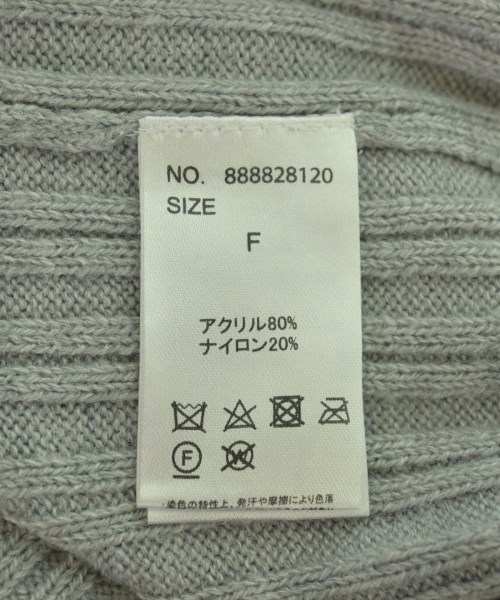 NO. 888828120
SIZE
F
アクリル80%
ナイロン20%
F
W
染色の特性上、発汗や摩擦により色落